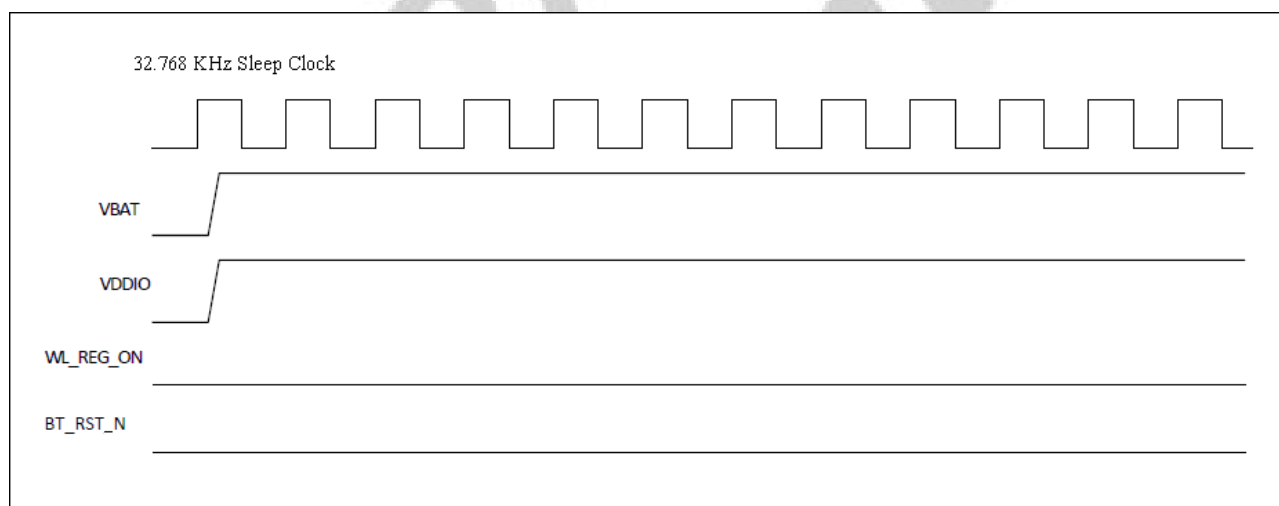 32.768 KHz Sleep Clock
VBAT
VDDIO
WL_REG_ON
BT_RST_N